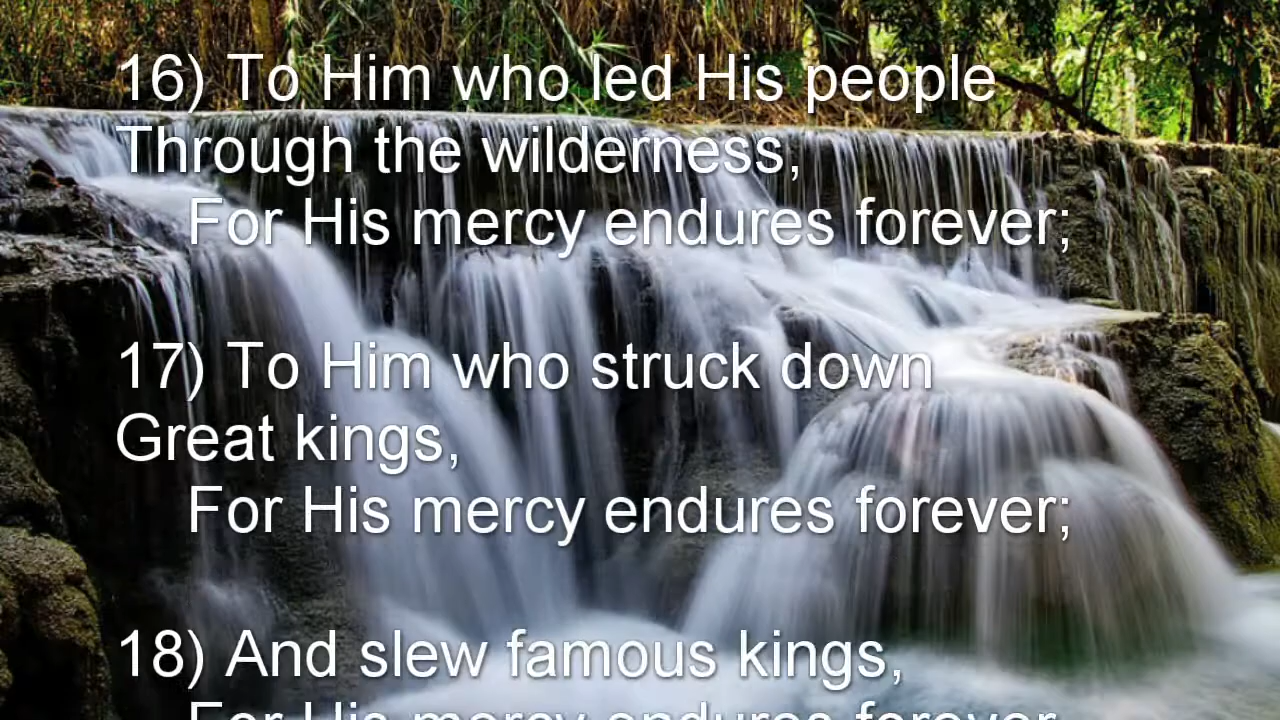 16) To Him who led His people
Through the wilderness,
For His mercy endures forever;
17) To Him who struck down
Great kings,
For His mercy endures forever;
18) And slew famous kings,
For His mercy endures forever